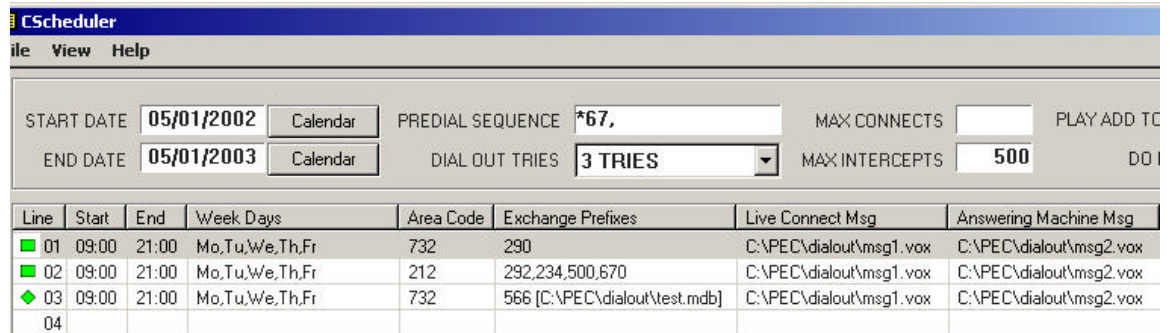 CScheduler
ile View Help
START DATE 05/01/2002 Calendar PREDIAL SEQUENCE *67, MAX CONNECTS PLAY ADD TO
END DATE 05/01/2003 Calendar DIAL OUT TRIES 3 TRIES MAX INTERCEPTS 500 DO
Line Start End Week Days Area Code Exchange Prefixes Live Connect Msg Answering Machine Msg
01 09:00 21:00 Mo,Tu,We,Th,Fr 732 290 C:\PEC\dialout\msg1.vox C:\PEC\dialout\msg2.vox
02 09:00 21:00 Mo,Tu,We,Th,Fr 212 292,234,500,670 C:\PEC\dialout\msg1.vox C:\PEC\dialout\msg2.vox
03 09:00 21:00 Mo,Tu,We,Th,Fr 732 566 [C:\PEC\dialout\test.mdb] C:\PEC\dialout\msg1.vox C:\PEC\dialout\msg2.vox
04